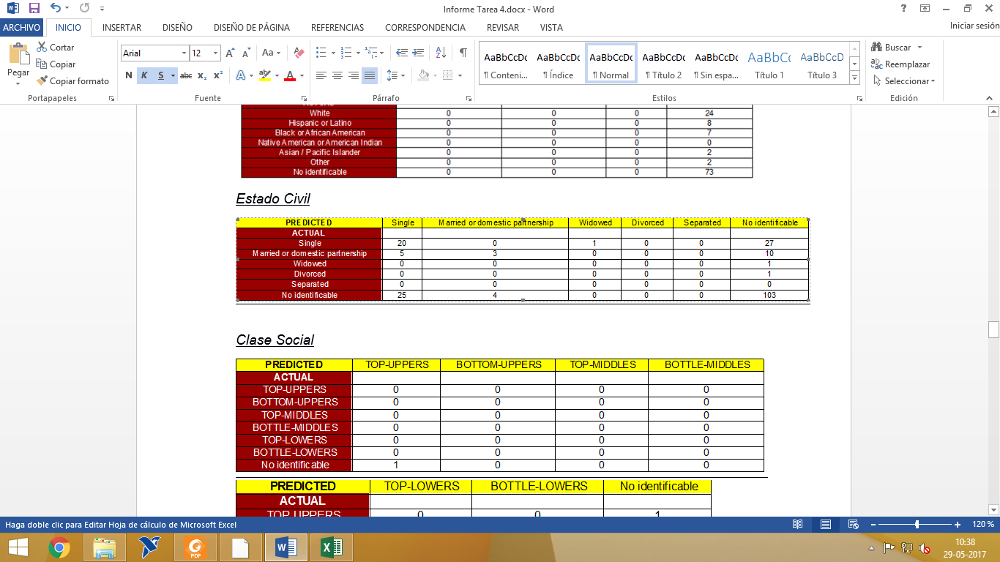 Informe Tarea 4.docx - Word
ARCHIVO INICIO INSERTAR DISEÑO DISEÑO DE PÁGINA REFERENCIAS CORRESPONDENCIA REVISAR VISTA Iniciar sesión
Pegar
Cortar
Copiar
Copiar formato
Portapapeles
Arial 12
N K S abc x₂ x²
Fuente
Párrafo
AaBbCcDc AaBbCcDc AaBbCcDc AaBbCcDc AaBbCcDc AaBbCc AaBbCcD
¶ Conteni... ¶ Índice ¶ Normal ¶ Título 2 ¶ Sin espa... Título 1 Título 3
Estilos
Buscar
Reemplazar
Seleccionar
Edición
White 0 0 0 24
Hispanic or Latino 0 0 0 8
Black or African American 0 0 0 7
Native American or American Indian 0 0 0 0
Asian / Pacific Islander 0 0 0 2
Other 0 0 0 2
No identificable 0 0 0 73
Estado Civil
PREDICTED Single Married or domestic partnership Widowed Divorced Separated No identificable
ACTUAL
Single 20 0 1 0 0 27
Married or domestic partnership 5 3 0 0 0 10
Widowed 0 0 0 0 0 1
Divorced 0 0 0 0 0 1
Separated 0 0 0 0 0 0
No identificable 25 4 0 0 0 103
Clase Social
PREDICTED TOP-UPPERS BOTTOM-UPPERS TOP-MIDDLES BOTTLE-MIDDLES
ACTUAL
TOP-UPPERS 0 0 0 0
BOTTOM-UPPERS 0 0 0 0
TOP-MIDDLES 0 0 0 0
BOTTLE-MIDDLES 0 0 0 0
TOP-LOWERS 0 0 0 0
BOTTLE-LOWERS 0 0 0 0
No identificable 1 0 0 0
PREDICTED TOP-LOWERS BOTTLE-LOWERS No identificable
ACTUAL
TOP-UPPERS 0 0 1
Haga doble clic para Editar Hoja de cálculo de Microsoft Excel 120 %
10:38
29-05-2017